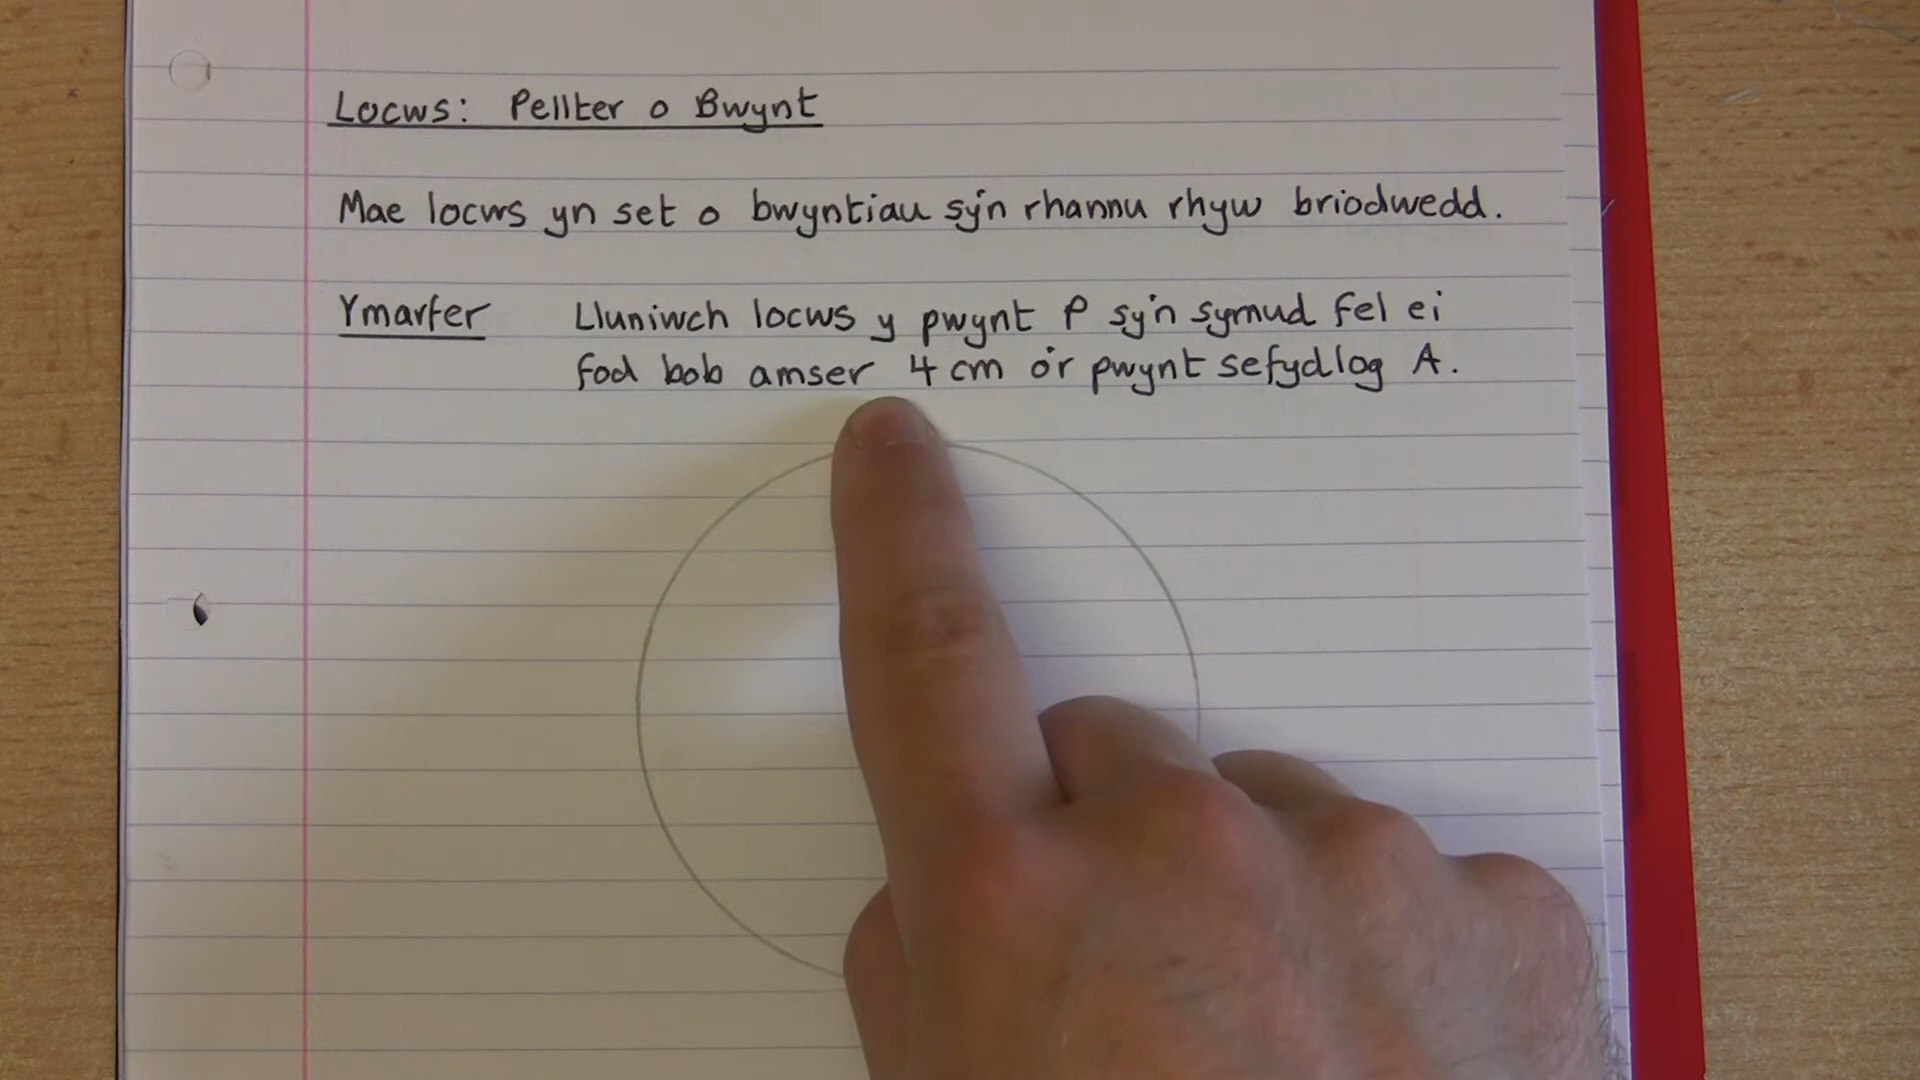 Locws: Pellter o Bwynt
Mae locws yn set o bwyntiau sy'n rhannu rhyw briodwedd.
Ymarfer Lluniwch locws y pwynt P sy'n symud fel ei
fod bob amser 4 cm o'r pwynt sefydlog A.